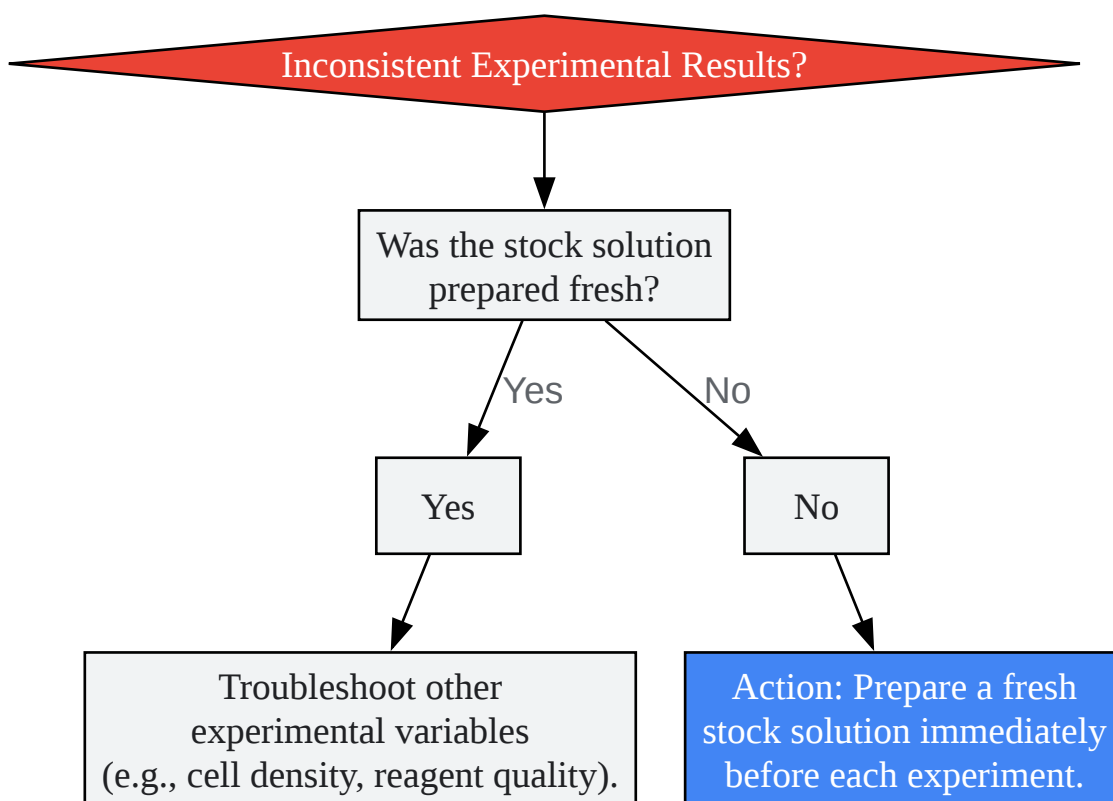 Inconsistent Experimental Results?
Was the stock solution
prepared fresh?
Yes
No
Yes
No
Troubleshoot other
experimental variables
(e.g., cell density, reagent quality).
Action: Prepare a fresh
stock solution immediately
before each experiment.